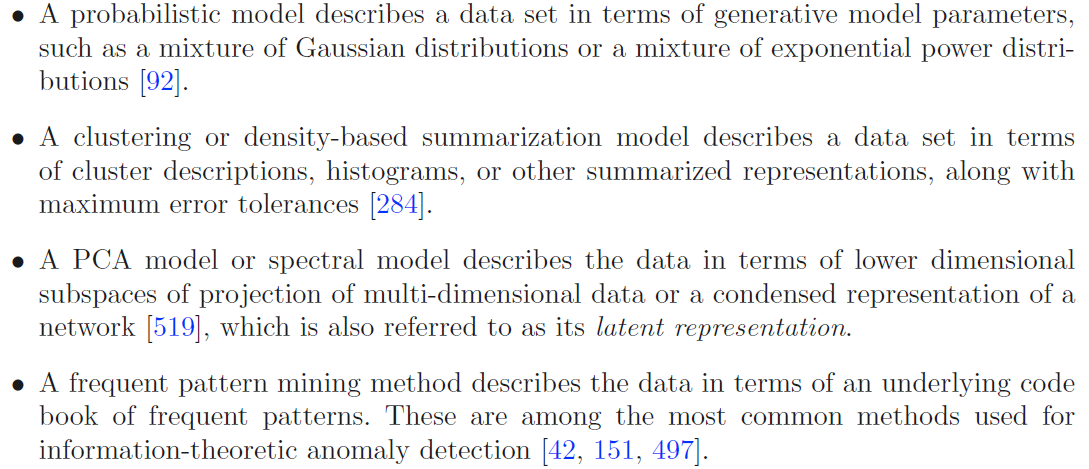 • A probabilistic model describes a data set in terms of generative model parameters,
such as a mixture of Gaussian distributions or a mixture of exponential power distri-
butions [92].
• A clustering or density-based summarization model describes a data set in terms
of cluster descriptions, histograms, or other summarized representations, along with
maximum error tolerances [284].
• A PCA model or spectral model describes the data in terms of lower dimensional
subspaces of projection of multi-dimensional data or a condensed representation of a
network [519], which is also referred to as its latent representation.
• A frequent pattern mining method describes the data in terms of an underlying code
book of frequent patterns. These are among the most common methods used for
information-theoretic anomaly detection [42, 151, 497].